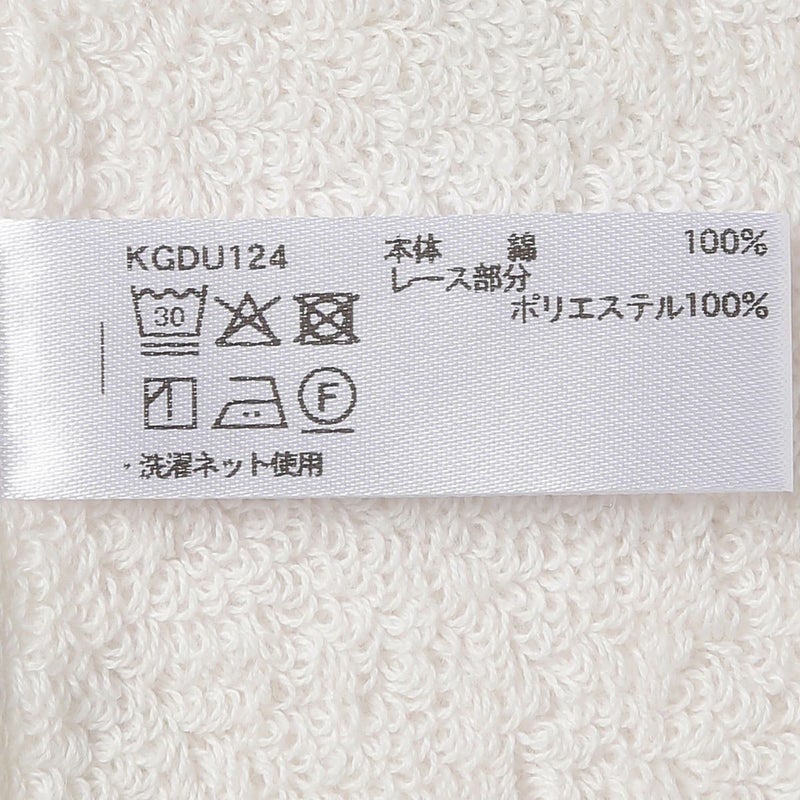 KGDU124
30
F
・洗濯ネット使用
本体 綿 100%
レース部分
ポリエステル100%